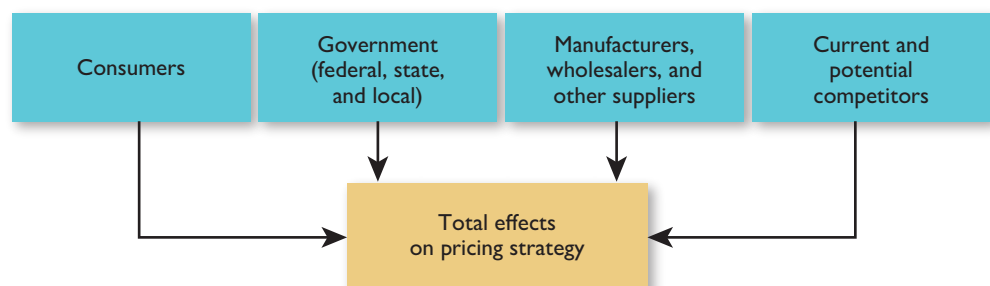 Consumers
Government
(federal, state,
and local)
Manufacturers,
wholesalers, and
other suppliers
Current and
potential
competitors
Total effects
on pricing strategy